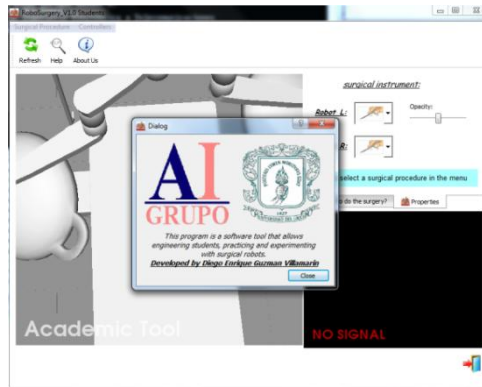 RoboSurgery_V1.0 Students
Surgical Procedure Controllers
Refresh Help About Us
surgical instrument:
Robot L:
Opacity:
R:
select a surgical procedure in the menu
do the surgery?
Properties
Dialog
AI
GRUPO
This program is a software tool that allows
engineering students, practicing and experimenting
with surgical robots.
Developed by Diego Enrique Guzman Villamarin
Close
Academic Tool
NO SIGNAL